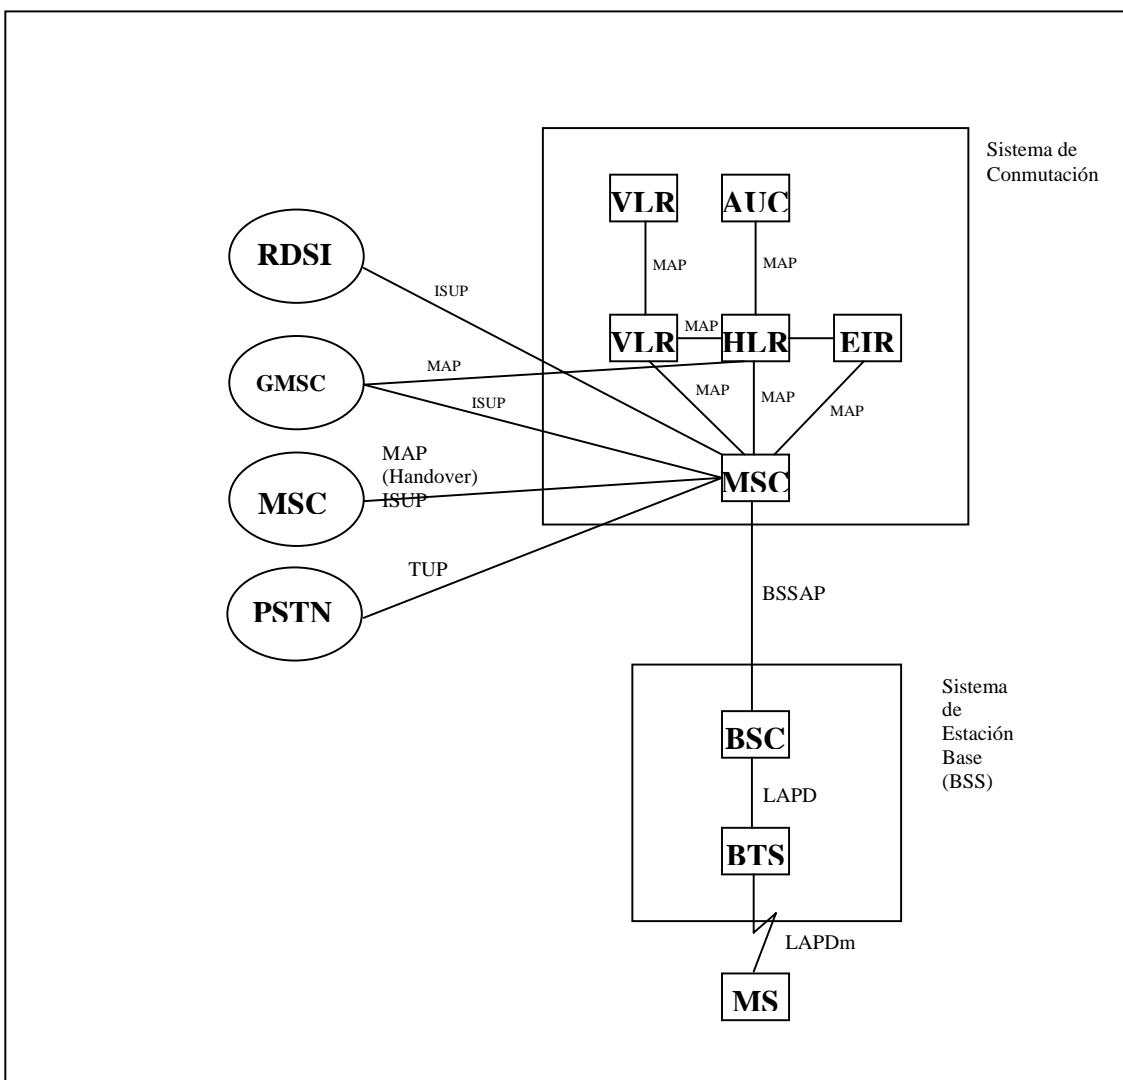 Sistema de
Conmutación
VLR
AUC
RDSI
MAP
MAP
ISUP
VLR
MAP
HLR
EIR
GMSC
MAP
MAP
MAP
MAP
ISUP
MAP
(Handover)
ISUP
MSC
MSC
TUP
PSTN
BSSAP
Sistema
de
Estación
Base
(BSS)
BSC
LAPD
BTS
LAPDm
MS